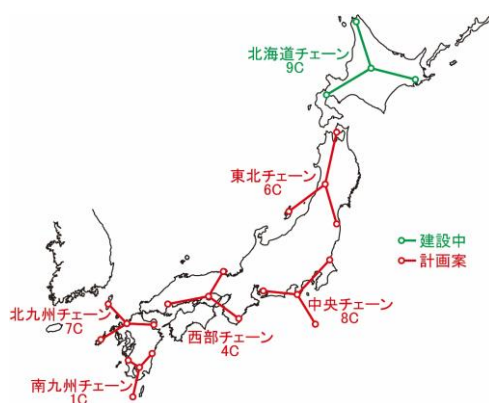 北海道チェーン
9C
東北チェーン
6C
建設中
計画案
北九州チェーン
7C
中央チェーン
8C
西部チェーン
4C
南九州チェーン
1C